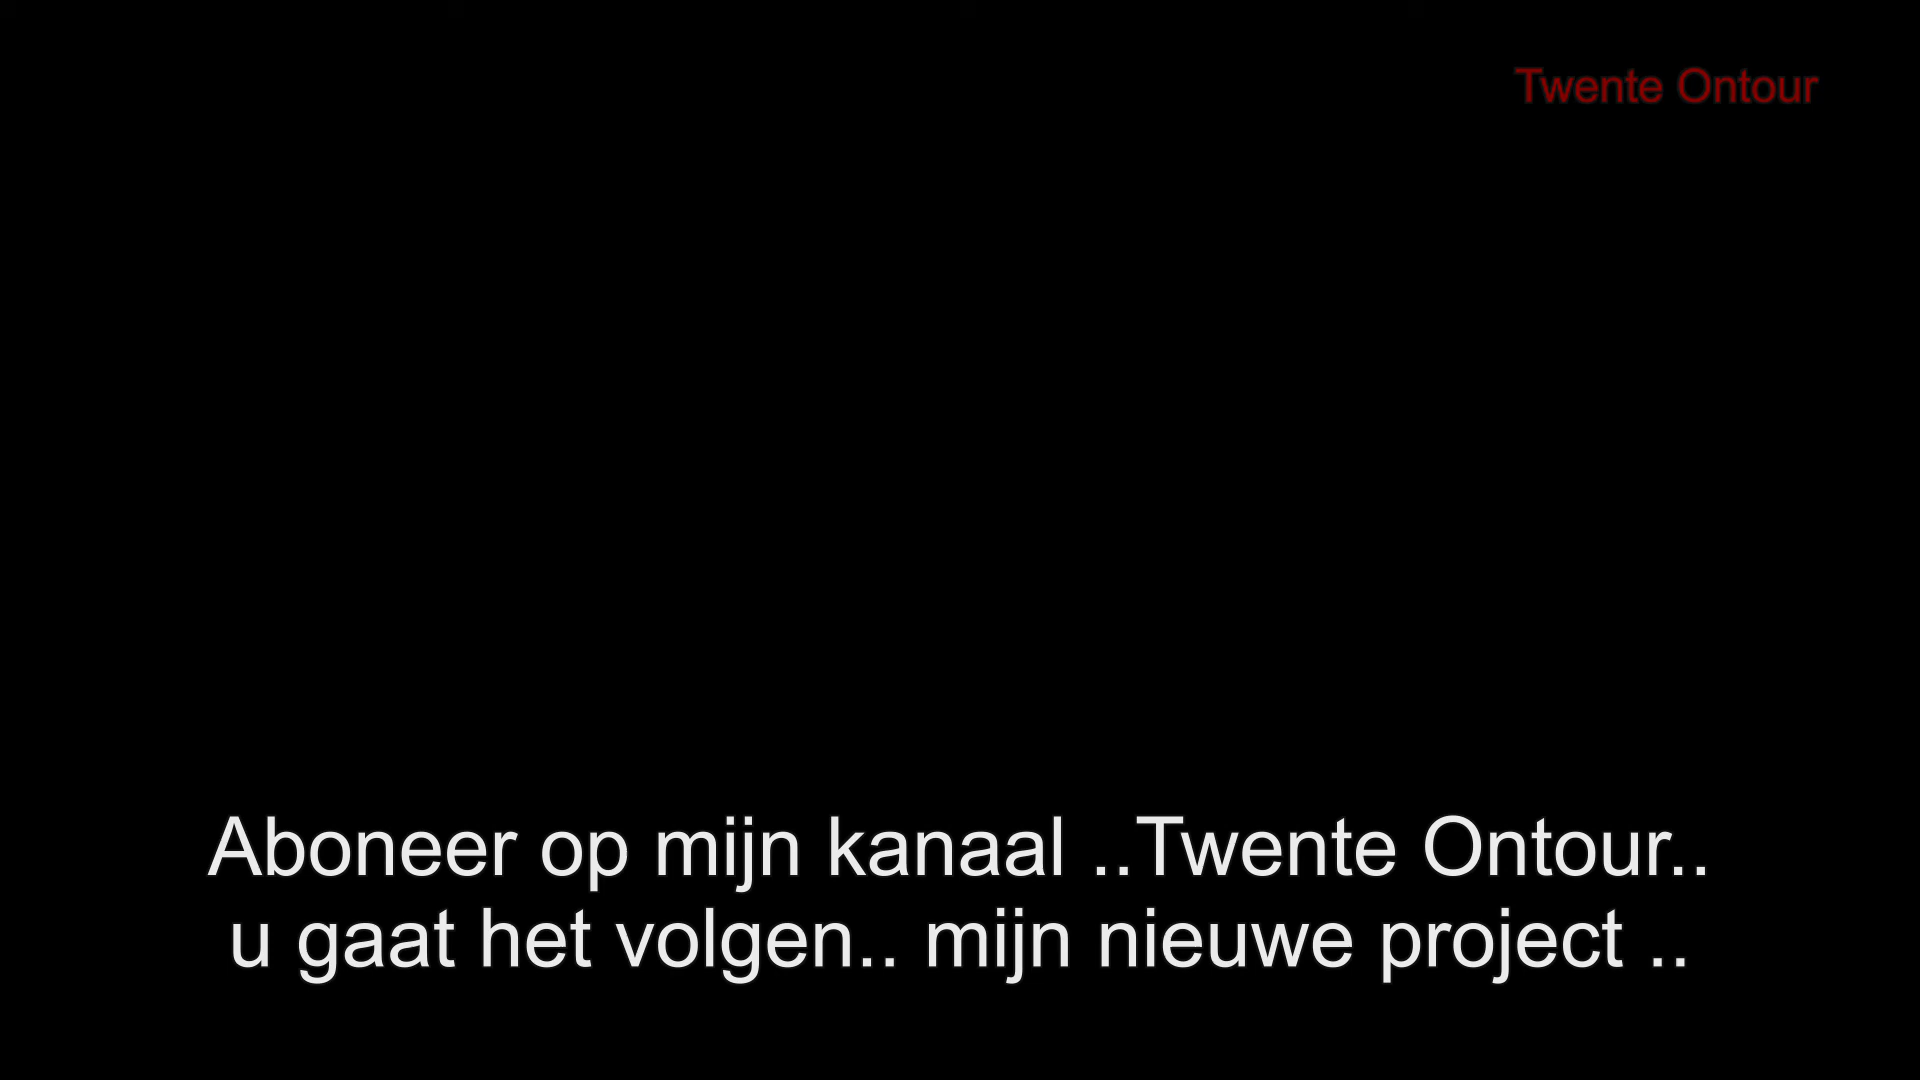 Twente Ontour
Aboneer op mijn kanaal ..Twente Ontour..
u gaat het volgen.. mijn nieuwe project ..